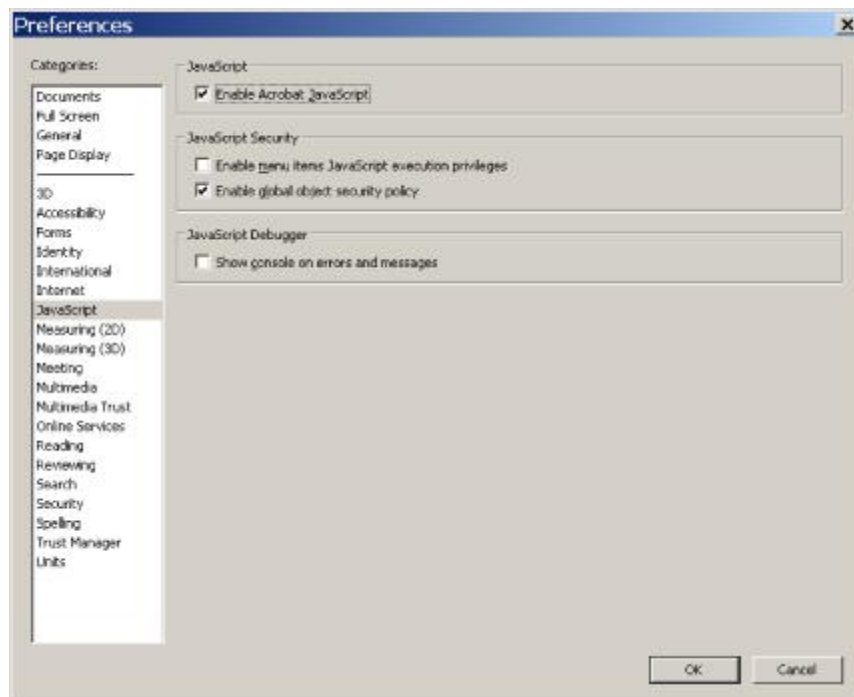 Preferences
Categories:
Documents
Full Screen
General
Page Display
3D
Accessibility
Forms
Identity
International
Internet
JavaScript
Measuring (2D)
Measuring (3D)
Meeting
Multimedia
Multimedia Trust
Online Services
Reading
Reviewing
Search
Security
Spelling
Trust Manager
Units
JavaScript
Enable Acrobat JavaScript
JavaScript Security
Enable menu items JavaScript execution privileges
Enable global object security policy
JavaScript Debugger
Show console on errors and messages
OK
Cancel